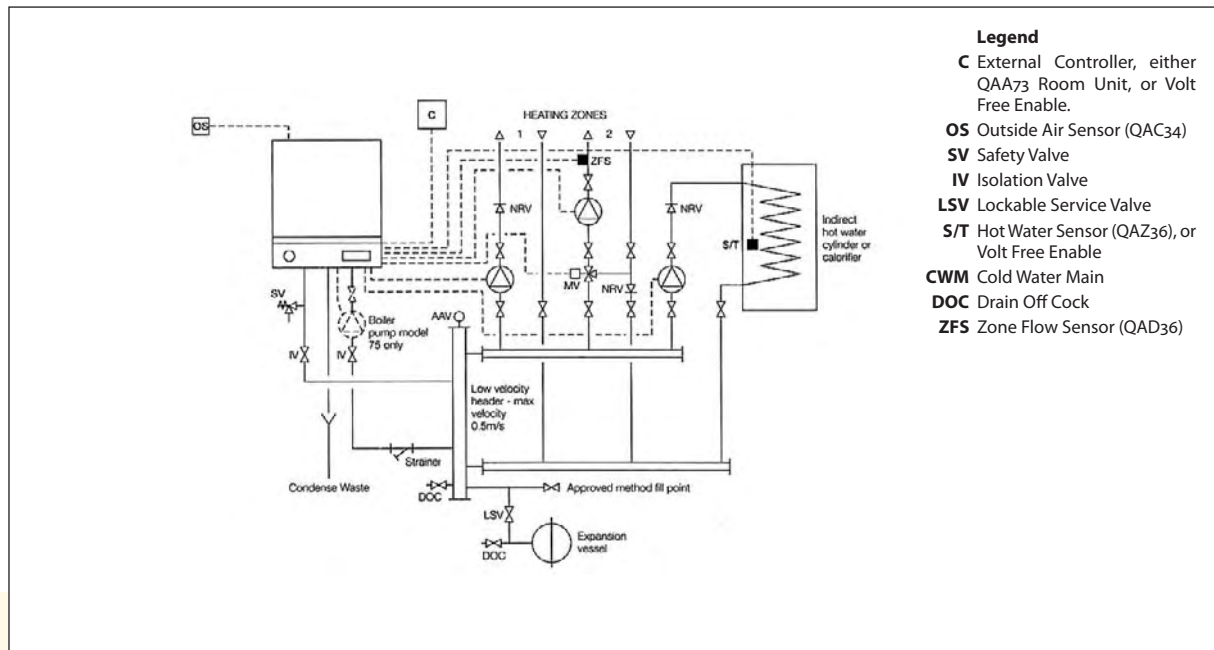 Legend
C External Controller, either
QAA73 Room Unit, or Volt
Free Enable.
OS Outside Air Sensor (QAC34)
SV Safety Valve
IV Isolation Valve
LSV Lockable Service Valve
S/T Hot Water Sensor (QAZ36), or
Volt Free Enable
CWM Cold Water Main
DOC Drain Off Cock
ZFS Zone Flow Sensor (QAD36)
OS
C
HEATING ZONES
1
2
ZFS
NRV
NRV
S/T
Indirect
hot water
cylinder or
calorifier
MV
NRV
SV
Boiler
pump model
75 only
AAV
IV
IV
Low velocity
header - max
velocity
0.5m/s
Strainer
Condense Waste
DOC
Approved method fill point
LSV
DOC
Expansion
vessel